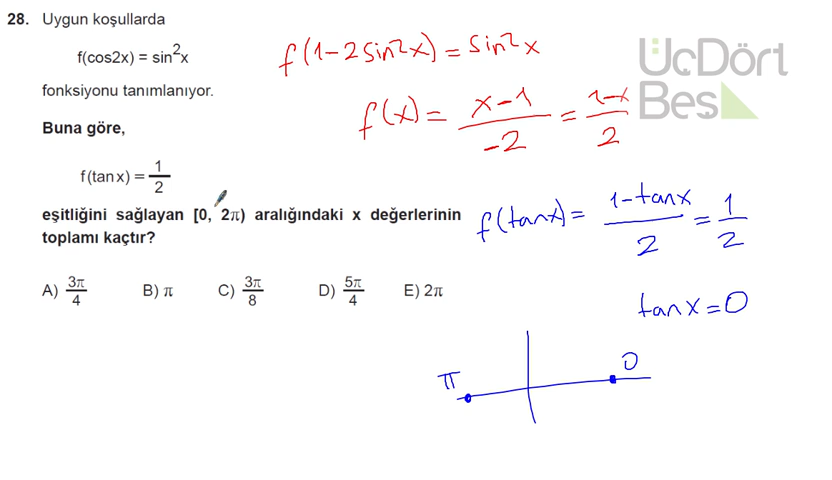 28. Uygun koşullarda
f(cos2x) = sin²x
fonksiyonu tanımlanıyor.
Buna göre,
f(tanx) = 1/2
eşitliğini sağlayan [0, 2π) aralığındaki x değerlerinin
toplamı kaçtır?
A) 3π/4 B) π C) 3π/8 D) 5π/4 E) 2π
f(1-2sin²x) = sin²x
f(x) = x-1/-2 = 1-x/2
f(tanx) = 1-tanx/2 = 1/2
tanx=0
π 0
ÜçDört
Beş